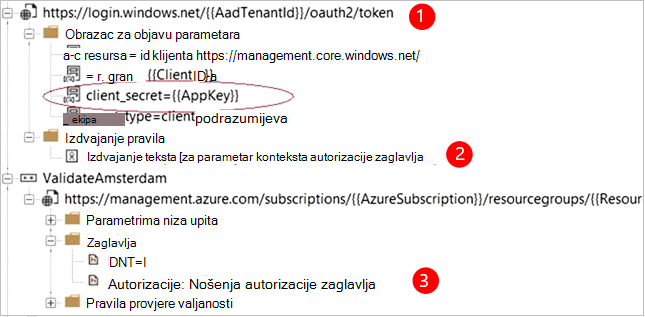 https://login.windows.net/{{AadTenantId}}/oauth2/token
1
Obrazac za objavu parametara
a-c resursa = id klijenta https://management.core.windows.net/
= r. gran {{ClientID-a}}
client_secret={{AppKey}}
ekipa type=client podrazumijeva
Izdvajanje pravila
Izdvajanje teksta [za parametar konteksta autorizacije zaglavlja
2
ValidateAmsterdam
https://management.azure.com/subscriptions/{{AzureSubscription}}/resourcegroups/{{Resour
Parametrima niza upita
Zaglavlja
DNT=I
Autorizacije: Nošenja autorizacije zaglavlja
3
Pravila provjere valjanosti